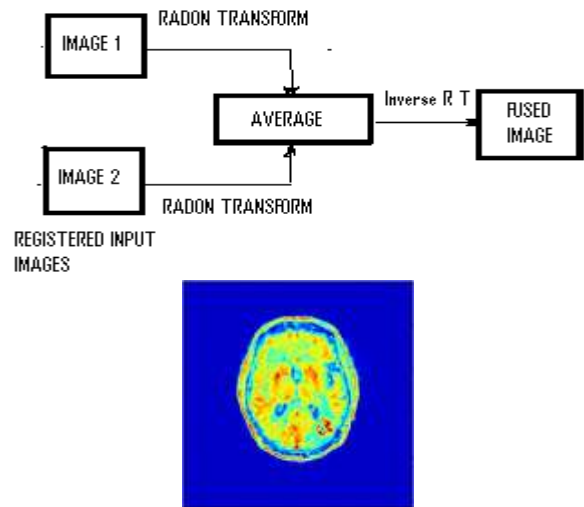 RADON TRANSFORM
IMAGE 1
Inverse R T
AVERAGE
FUSED
IMAGE
IMAGE 2
RADON TRANSFORM
REGISTERED INPUT
IMAGES